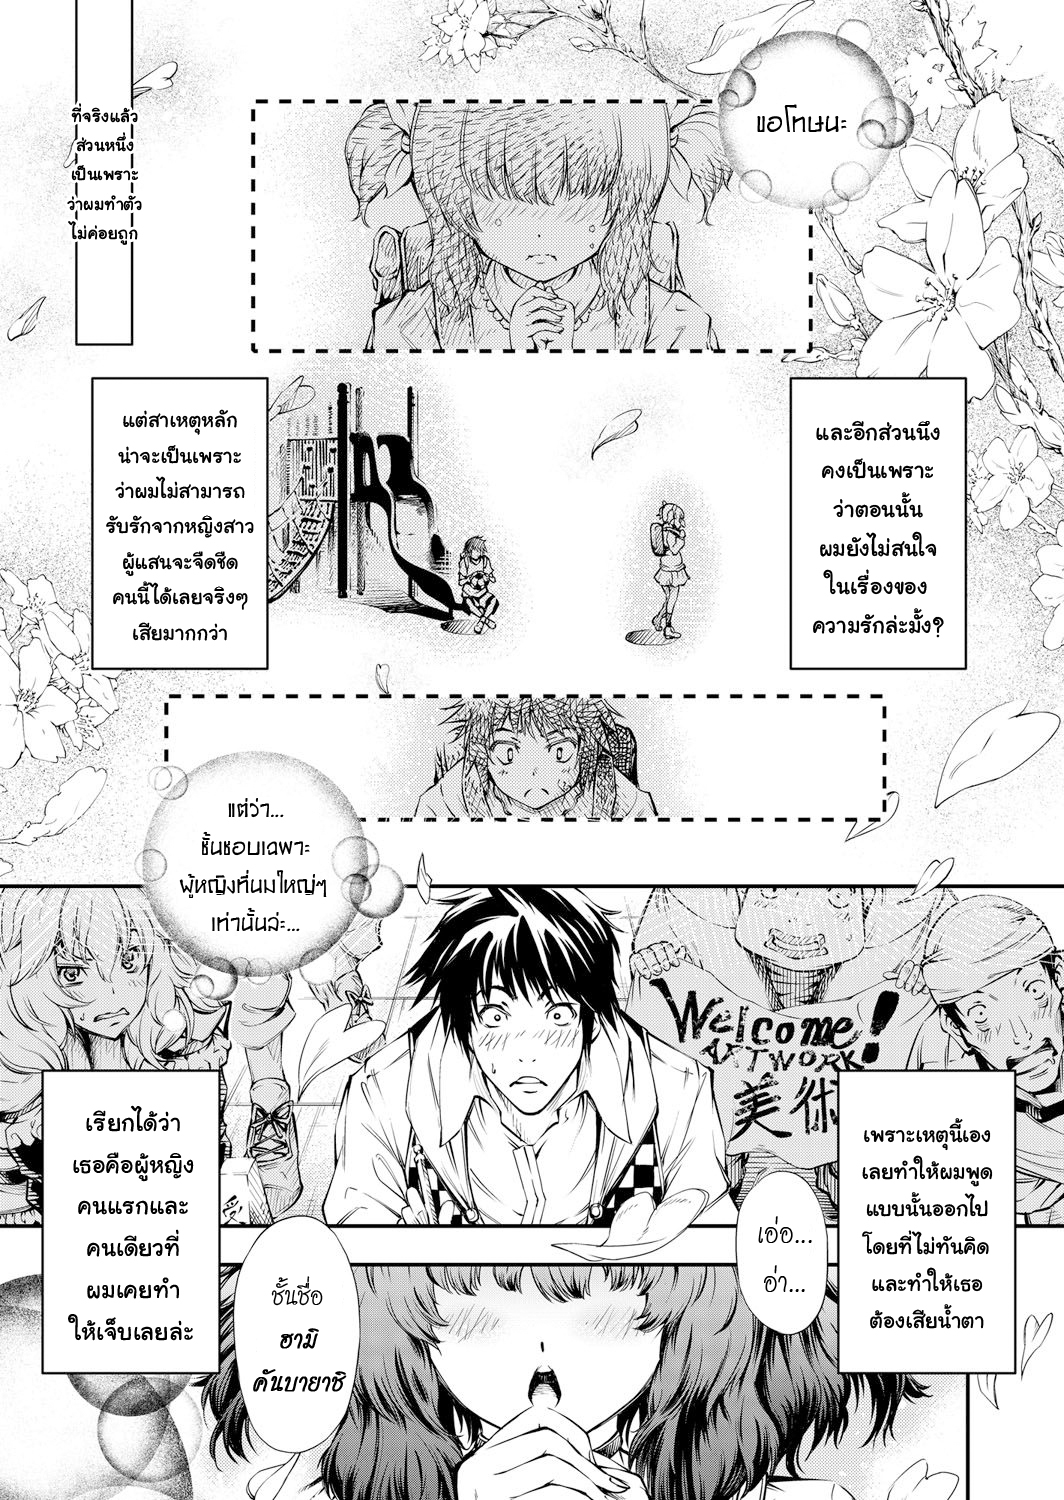 ขอโทษนะ
ที่จริงแล้ว
ส่วนหนึ่ง
เป็นเพราะ
ว่าผมทำตัว
ไม่ค่อยถูก
และอีกส่วนนึง
คงเป็นเพราะ
ว่าตอนนั้น
ผมยังไม่สนใจ
ในเรื่องของ
ความรักล่ะมั้ง?
แต่สาเหตุหลัก
น่าจะเป็นเพราะ
ว่าผมไม่สามารถ
รับรักจากหญิงสาว
ผู้แสนจะจืดชืด
คนนี้ได้เลยจริงๆ
เสียมากกว่า
แต่ว่า...
ชั้นชอบเฉพาะ
ผู้หญิงที่นมใหญ่ๆ
เท่านั้นล่ะ...
Welcome!
ARTWORK
美術
เพราะเหตุนี้เอง
เลยทำให้ผมพูด
แบบนั้นออกไป
โดยที่ไม่ทันคิด
และทำให้เธอ
ต้องเสียน้ำตา
เรียกได้ว่า
เธอคือผู้หญิง
คนแรกและ
คนเดียวที่
ผมเคยทำ
ให้เจ็บเลยล่ะ
เอ่อ...
อ่า...
ชั้นชื่อ
ฮามิ
คันบายาชิ